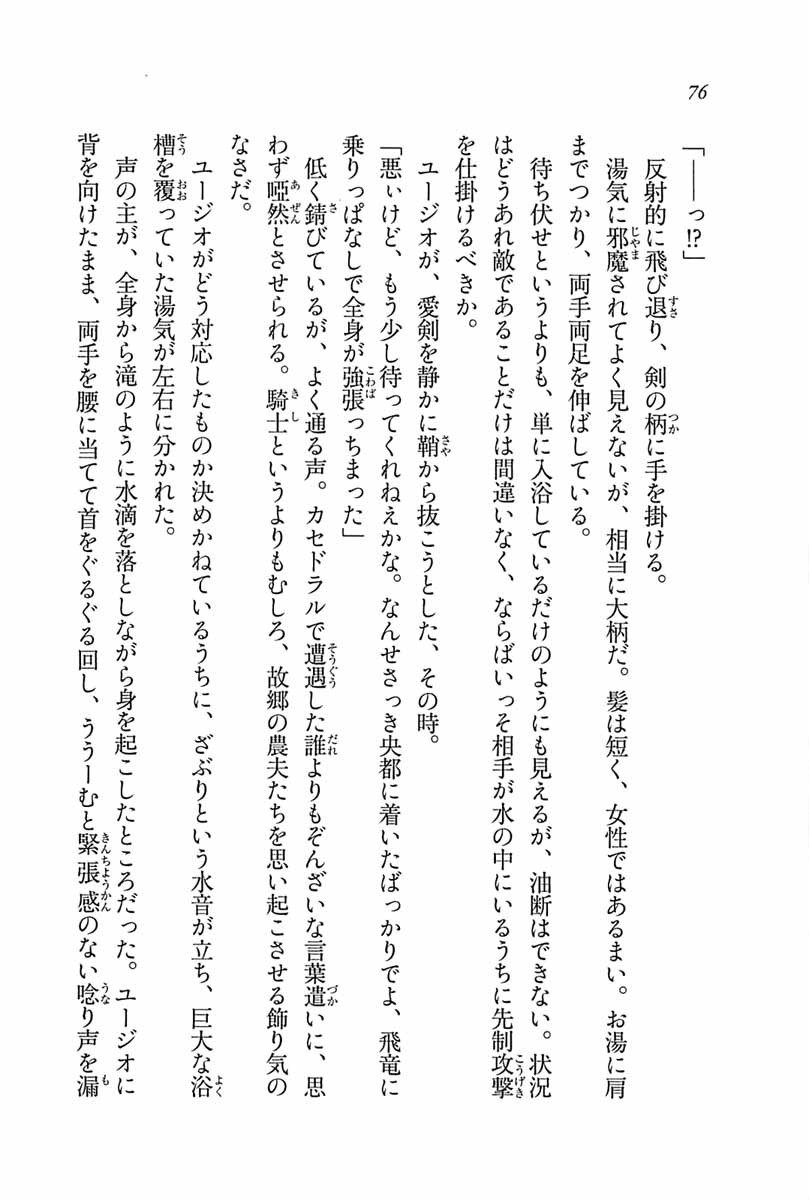 76
「――っ!?」
反射的に飛び退り、剣の柄に手を掛ける。
湯気に邪魔されてよく見えないが、相当に大柄だ。髪は短く、女性ではあるまい。お湯に肩
までつかり、両手両足を伸ばしている。
待ち伏せというよりも、単に入浴しているだけのようにも見えるが、油断はできない。状況
はどうあれ敵であることだけは間違いなく、ならばいっそ相手が水の中にいるうちに先制攻撃
を仕掛けるべきか。
ユージオが、愛剣を静かに鞘から抜こうとした、その時。
「悪ぃけど、もう少し待ってくれねえかな。なんせさっき央都に着いたばっかりでよ、飛竜に
乗りっぱなしで全身が強張っちまった」
低く錆びているが、よく通る声。カセドラルで遭遇した誰よりもぞんざいな言葉遣いに、思
わず啞然とさせられる。騎士というよりもむしろ、故郷の農夫たちを思い起こさせる飾り気の
なさだ。
ユージオがどう対応したものか決めかねているうちに、ざぶりという水音が立ち、巨大な浴
槽を覆っていた湯気が左右に分かれた。
声の主が、全身から滝のように水滴を落としながら身を起こしたところだった。ユージオに
背を向けたまま、両手を腰に当てて首をぐるぐる回し、ううーむと緊張感のない唸り声を漏